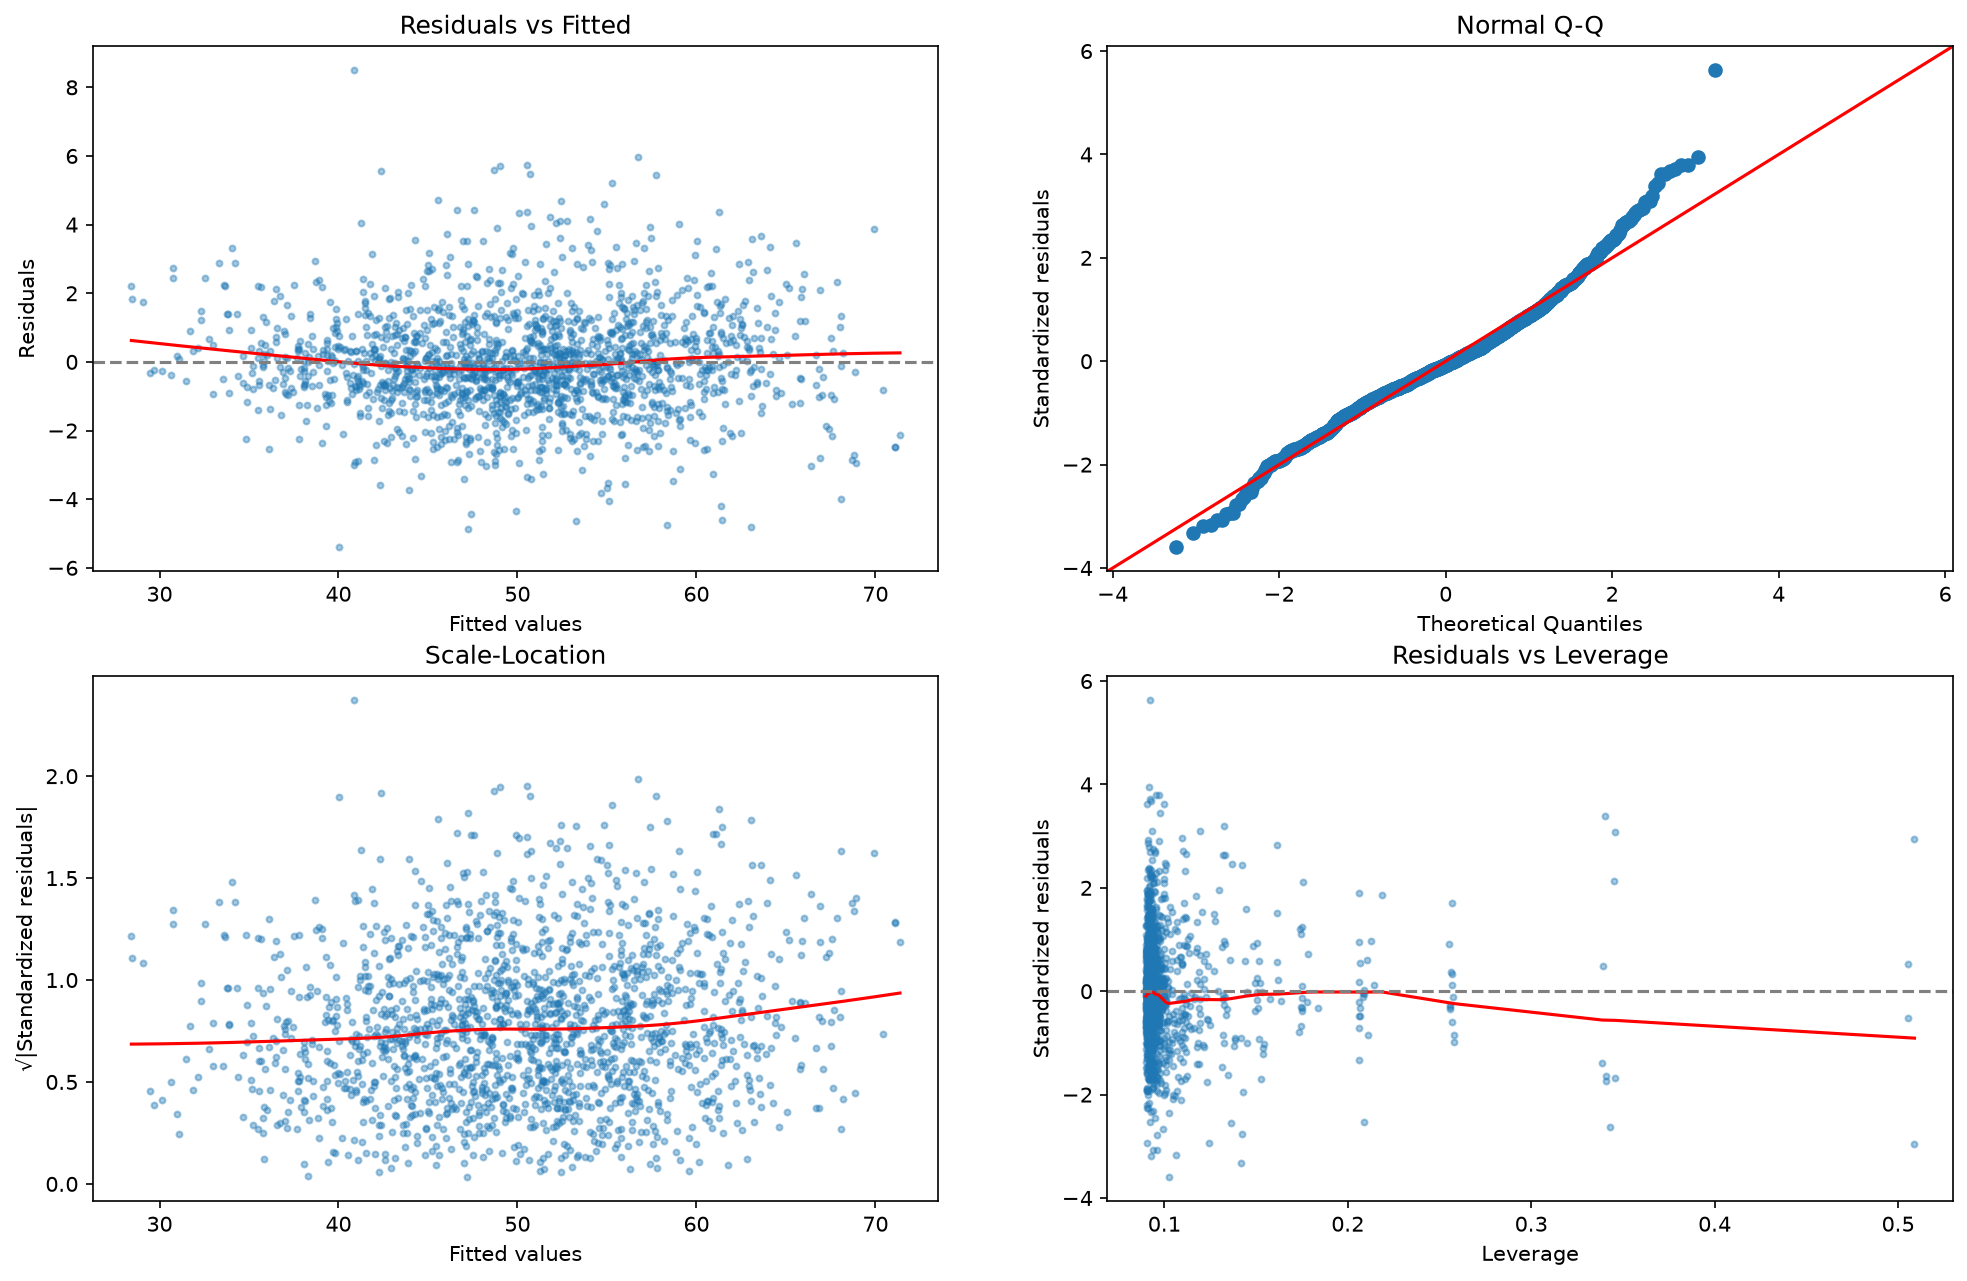 Residuals vs Fitted
Residuals
8
6
4
2
0
−2
−4
−6
30 40 50 60 70
Fitted values
Normal Q-Q
Standardized residuals
6
4
2
0
−2
−4
−4 −2 0 2 4 6
Theoretical Quantiles
Scale-Location
√|Standardized residuals|
2.0
1.5
1.0
0.5
0.0
30 40 50 60 70
Fitted values
Residuals vs Leverage
Standardized residuals
6
4
2
0
−2
−4
0.1 0.2 0.3 0.4 0.5
Leverage